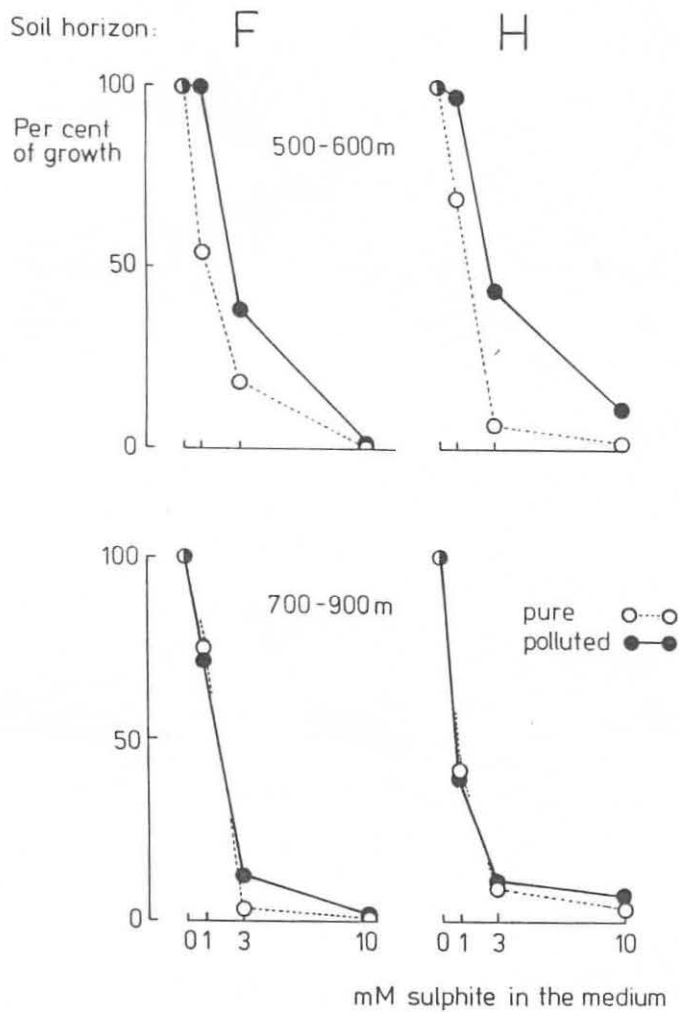 Soil horizon: F H
100
Per cent
of growth
500-600m
50
0
100
700-900m
pure
polluted
50
0
0 1 3 10 0 1 3 10
mM sulphite in the medium